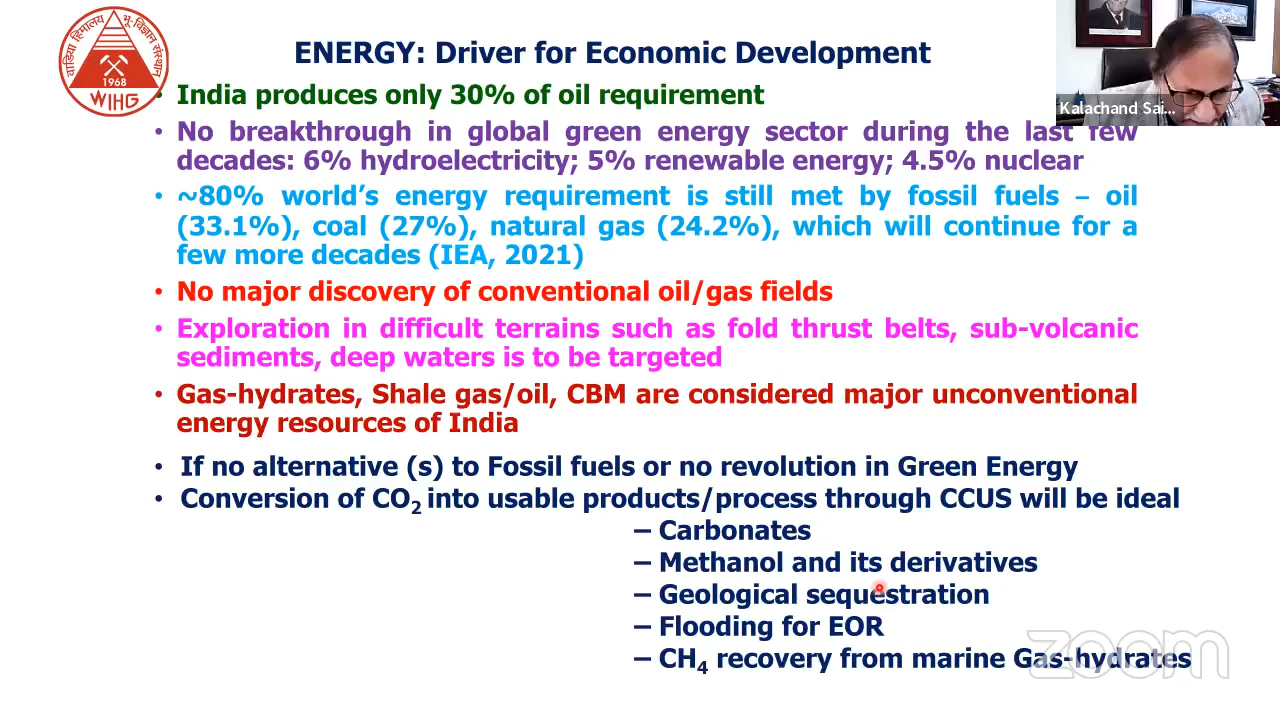 ENERGY: Driver for Economic Development
वाडिया हिमालय भू-विज्ञान संस्थान
1968
WIHG
• India produces only 30% of oil requirement
• No breakthrough in global green energy sector during the last few
decades: 6% hydroelectricity; 5% renewable energy; 4.5% nuclear
• ~80% world’s energy requirement is still met by fossil fuels – oil
(33.1%), coal (27%), natural gas (24.2%), which will continue for a
few more decades (IEA, 2021)
• No major discovery of conventional oil/gas fields
• Exploration in difficult terrains such as fold thrust belts, sub-volcanic
sediments, deep waters is to be targeted
• Gas-hydrates, Shale gas/oil, CBM are considered major unconventional
energy resources of India
• If no alternative (s) to Fossil fuels or no revolution in Green Energy
• Conversion of CO₂ into usable products/process through CCUS will be ideal
– Carbonates
– Methanol and its derivatives
– Geological sequestration
– Flooding for EOR
– CH₄ recovery from marine Gas-hydrates
Kalachand Sai...
zoom